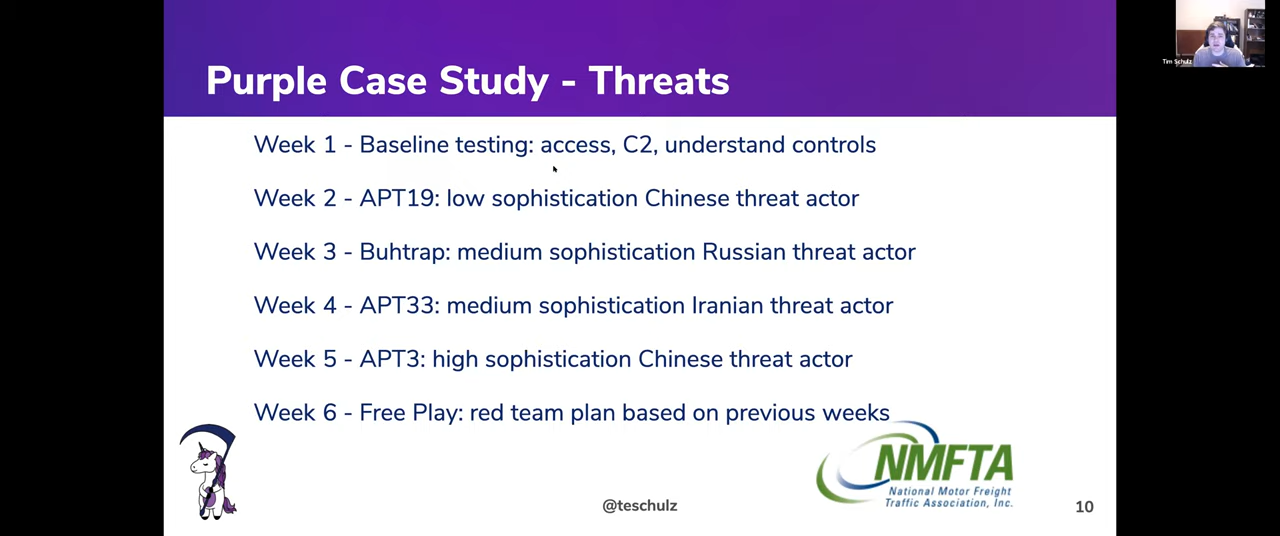 Purple Case Study - Threats
Tim Schulz
Week 1 - Baseline testing: access, C2, understand controls
Week 2 - APT19: low sophistication Chinese threat actor
Week 3 - Buhtrap: medium sophistication Russian threat actor
Week 4 - APT33: medium sophistication Iranian threat actor
Week 5 - APT3: high sophistication Chinese threat actor
Week 6 - Free Play: red team plan based on previous weeks
NMFTA
National Motor Freight
Traffic Association, Inc.
@teschulz
10